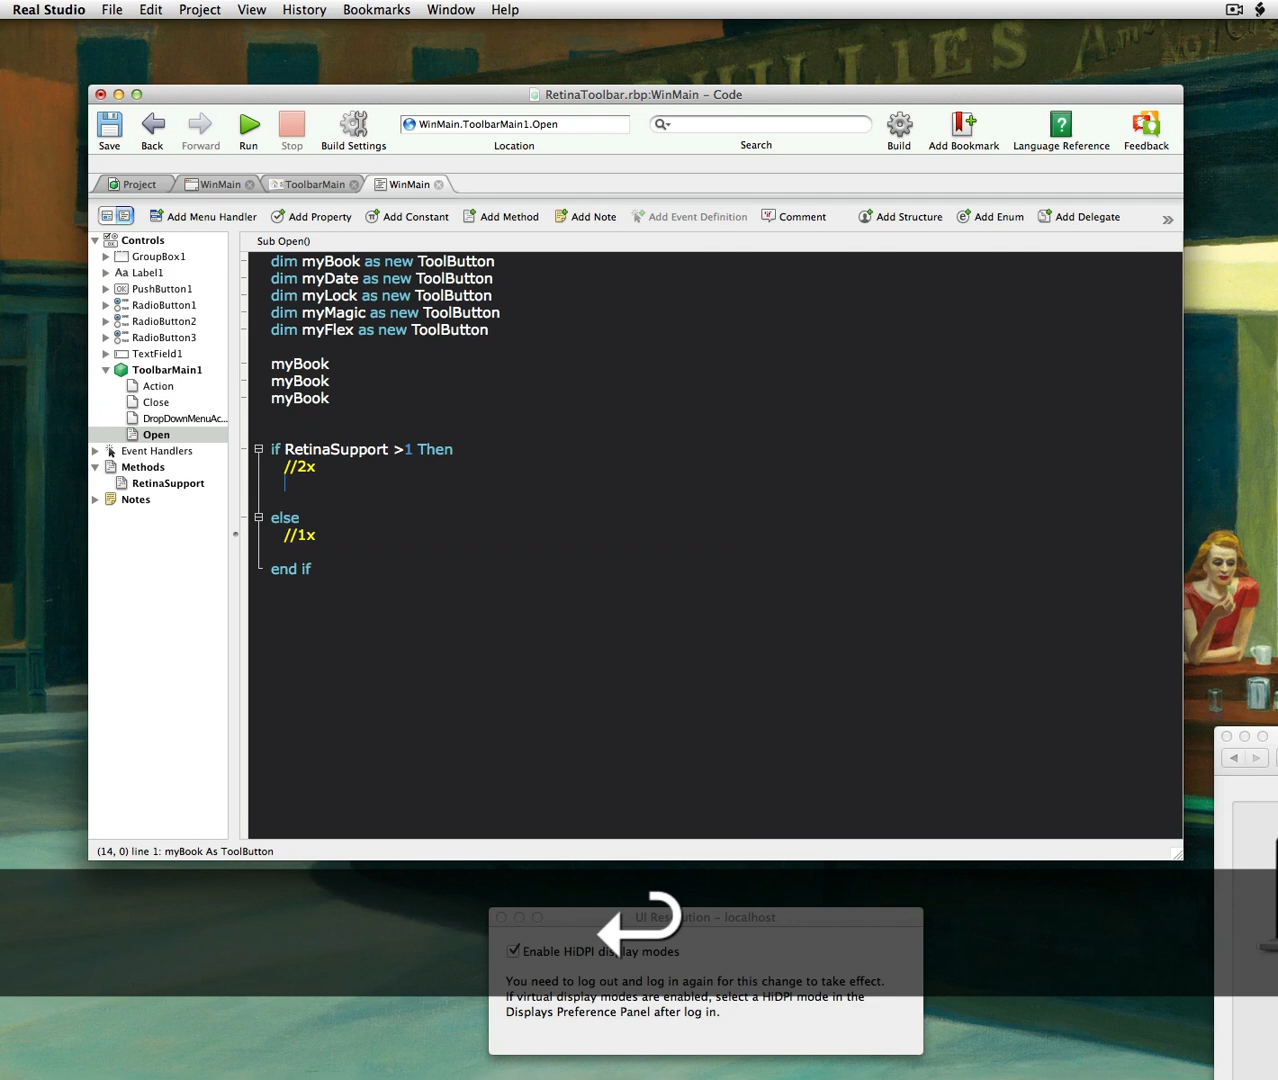 Real Studio File Edit Project View History Bookmarks Window Help
PHILLIES
RetinaToolbar.rbp:WinMain – Code
WinMain.ToolbarMain1.Open
Save Back Forward Run Stop Build Settings Location Search Build Add Bookmark Language Reference Feedback
Project WinMain ToolbarMain WinMain
Add Menu Handler Add Property Add Constant Add Method Add Note Add Event Definition Comment Add Structure Add Enum Add Delegate »
Controls
GroupBox1
Aa Label1
OK PushButton1
RadioButton1
RadioButton2
RadioButton3
TextField1
ToolbarMain1
Action
Close
DropDownMenuAc...
Open
Event Handlers
Methods
RetinaSupport
Notes
Sub Open()
dim myBook as new ToolButton
dim myDate as new ToolButton
dim myLock as new ToolButton
dim myMagic as new ToolButton
dim myFlex as new ToolButton
myBook
myBook
myBook
if RetinaSupport >1 Then
//2x
else
//1x
end if
(14, 0) line 1: myBook As ToolButton
Enable HiDPI display modes
You need to log out and log in again for this change to take effect.
If virtual display modes are enabled, select a HiDPI mode in the
Displays Preference Panel after log in.